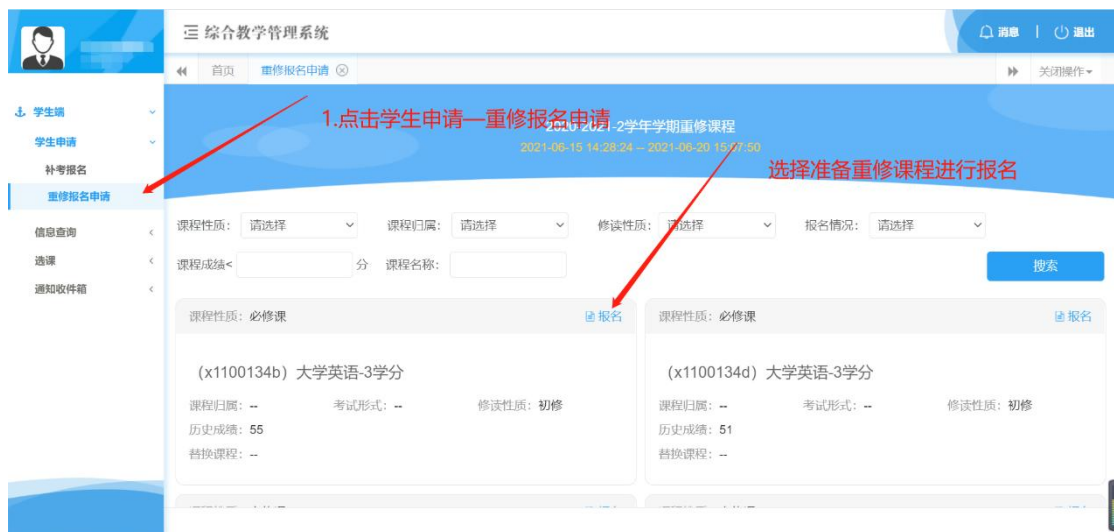 综合教学管理系统
消息 | 退出
首页 重修报名申请
关闭操作
学生端
学生申请
补考报名
重修报名申请
信息查询
选课
通知收件箱
1.点击学生申请—重修报名申请
2020-2021-2学年学期重修课程
2021-06-15 14:28:24 -- 2021-06-20 15:07:50
选择准备重修课程进行报名
课程性质: 请选择 课程归属: 请选择 修读性质: 请选择 报名情况: 请选择
课程成绩< 分 课程名称:
搜索
课程性质: 必修课 报名
(x1100134b) 大学英语-3学分
课程归属: -- 考试形式: -- 修读性质: 初修
历史成绩: 55
替换课程: --
课程性质: 必修课 报名
(x1100134d) 大学英语-3学分
课程归属: -- 考试形式: -- 修读性质: 初修
历史成绩: 51
替换课程: --